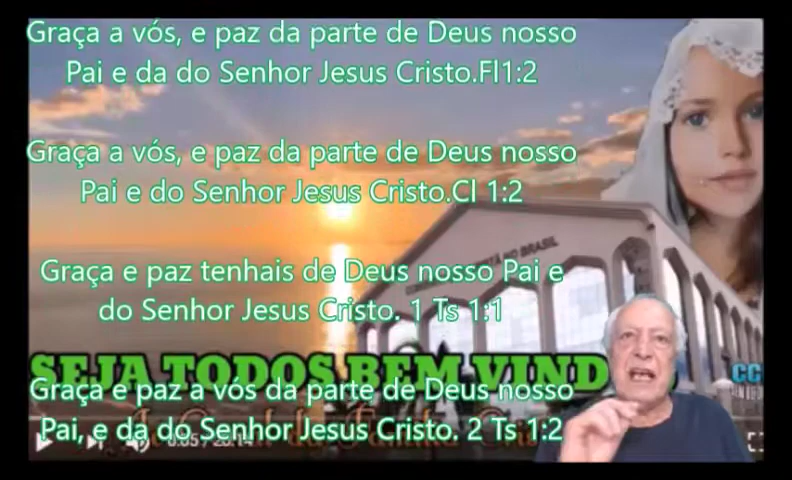 Graça a vós, e paz da parte de Deus nosso
Pai e da do Senhor Jesus Cristo.Fl1:2
Graça a vós, e paz da parte de Deus nosso
Pai e do Senhor Jesus Cristo.Cl 1:2
NO BRASIL
Graça e paz tenhais de Deus nosso Pai e
do Senhor Jesus Cristo. 1 Ts 1:1
SEJA TODOS BEM VIND
CC
Graça e paz a vós da parte de Deus nosso
Pai, e da do Senhor Jesus Cristo. 2 Ts 1:2